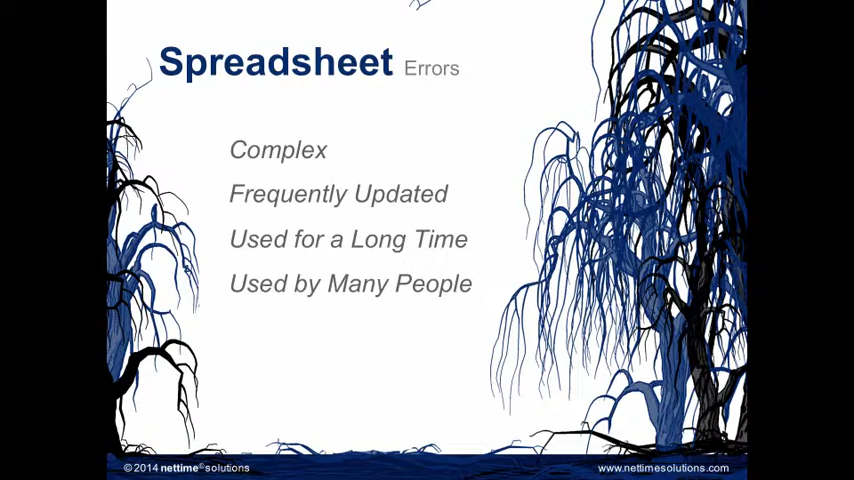 Spreadsheet Errors
Complex
Frequently Updated
Used for a Long Time
Used by Many People
©2014 nettime®solutions
www.nettimesolutions.com